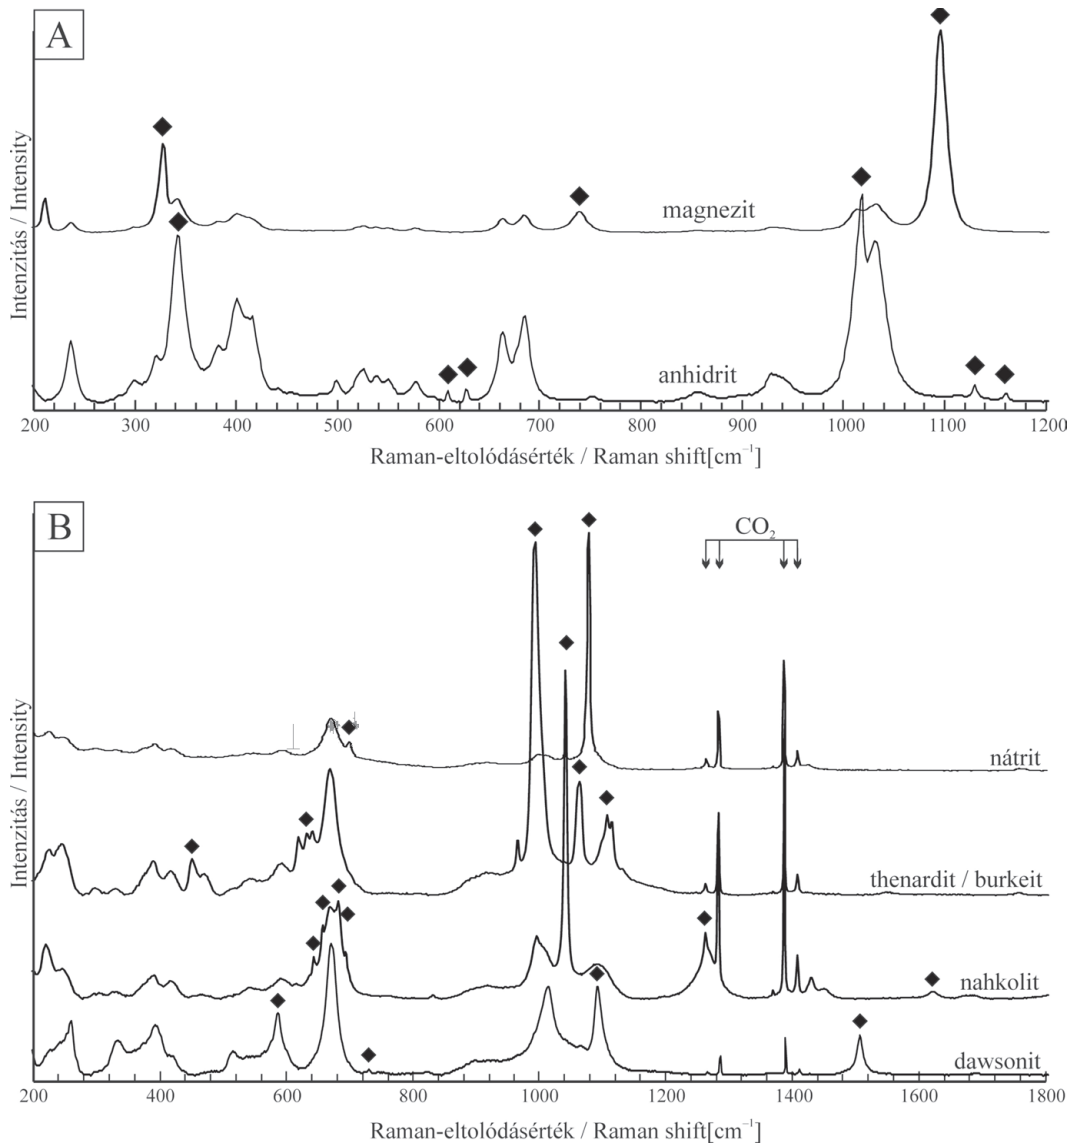 A
Intenzitás / Intensity
magnezit
anhidrit
200 300 400 500 600 700 800 900 1000 1100 1200
Raman-eltolódásérték / Raman shift[cm⁻¹]
B
CO₂
Intenzitás / Intensity
nátrit
thenardit / burkeit
nahkolit
dawsonit
200 400 600 800 1000 1200 1400 1600 1800
Raman-eltolódásérték / Raman shift[cm⁻¹]